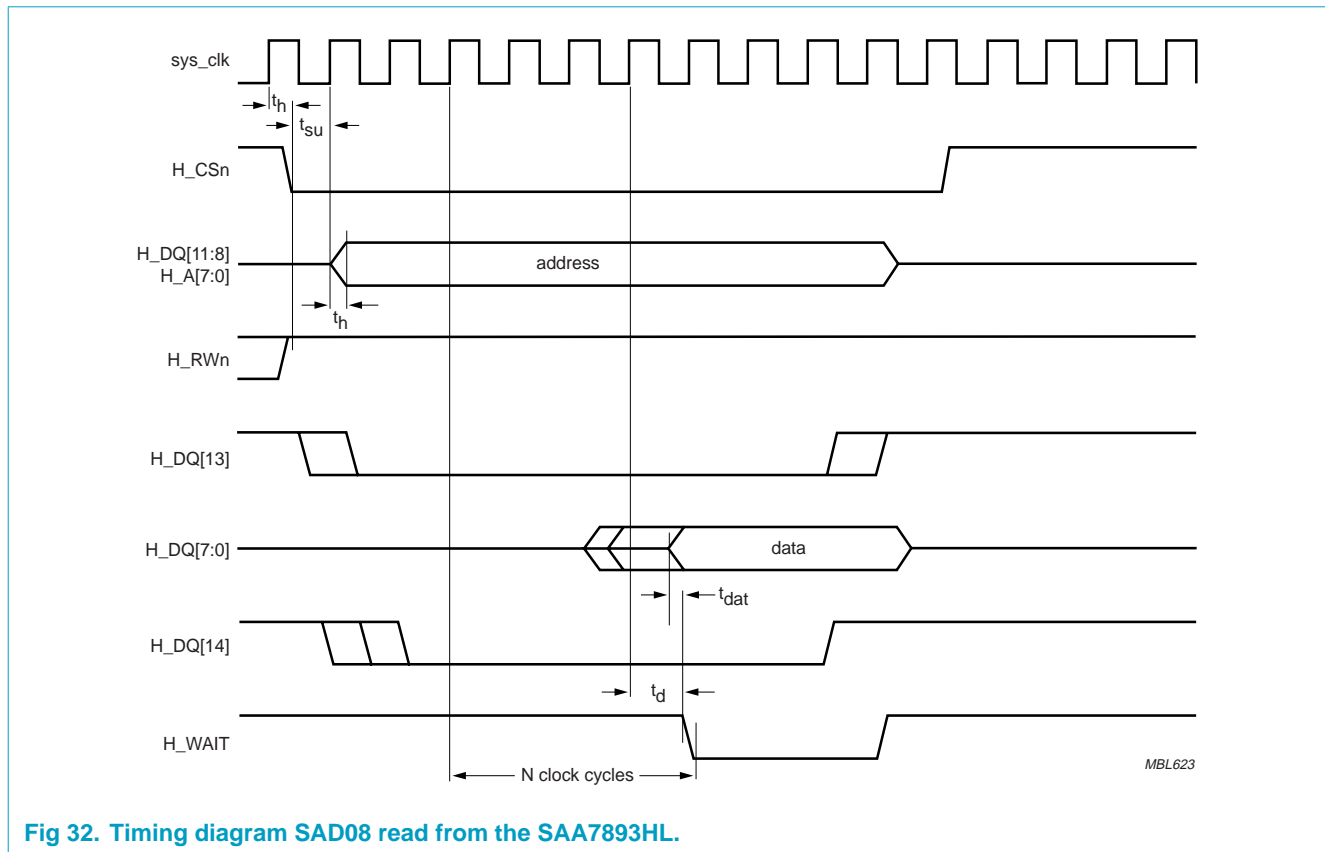 sys_clk
th
tsu
H_CSn
H_DQ[11:8]
H_A[7:0]
address
th
H_RWn
H_DQ[13]
H_DQ[7:0]
data
tdat
H_DQ[14]
td
H_WAIT
N clock cycles
MBL623
Fig 32. Timing diagram SAD08 read from the SAA7893HL.